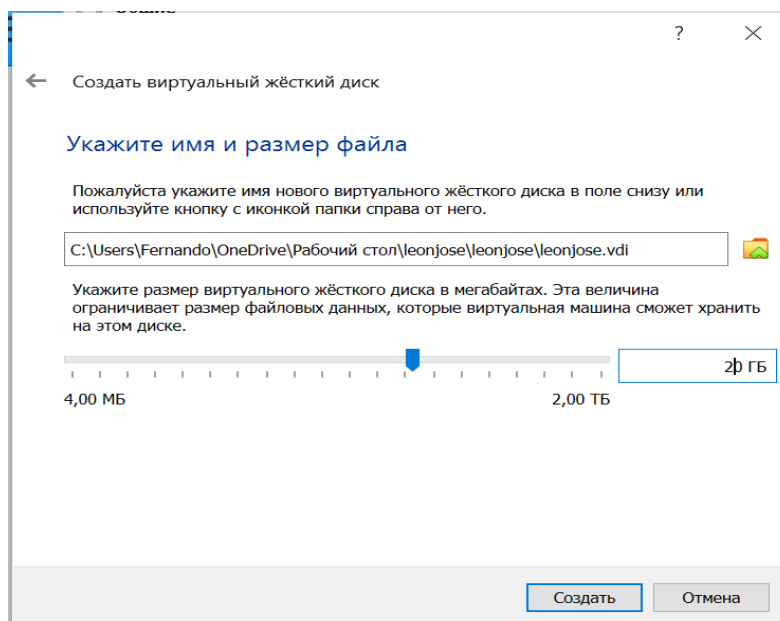 ?
Создать виртуальный жёсткий диск
Укажите имя и размер файла
Пожалуйста укажите имя нового виртуального жёсткого диска в поле снизу или
используйте кнопку с иконкой папки справа от него.
C:\Users\Fernando\OneDrive\Рабочий стол\leonjose\leonjose\leonjose.vdi
Укажите размер виртуального жёсткого диска в мегабайтах. Эта величина
ограничивает размер файловых данных, которые виртуальная машина сможет хранить
на этом диске.
20 ГБ
4,00 МБ 2,00 ТБ
Создать Отмена